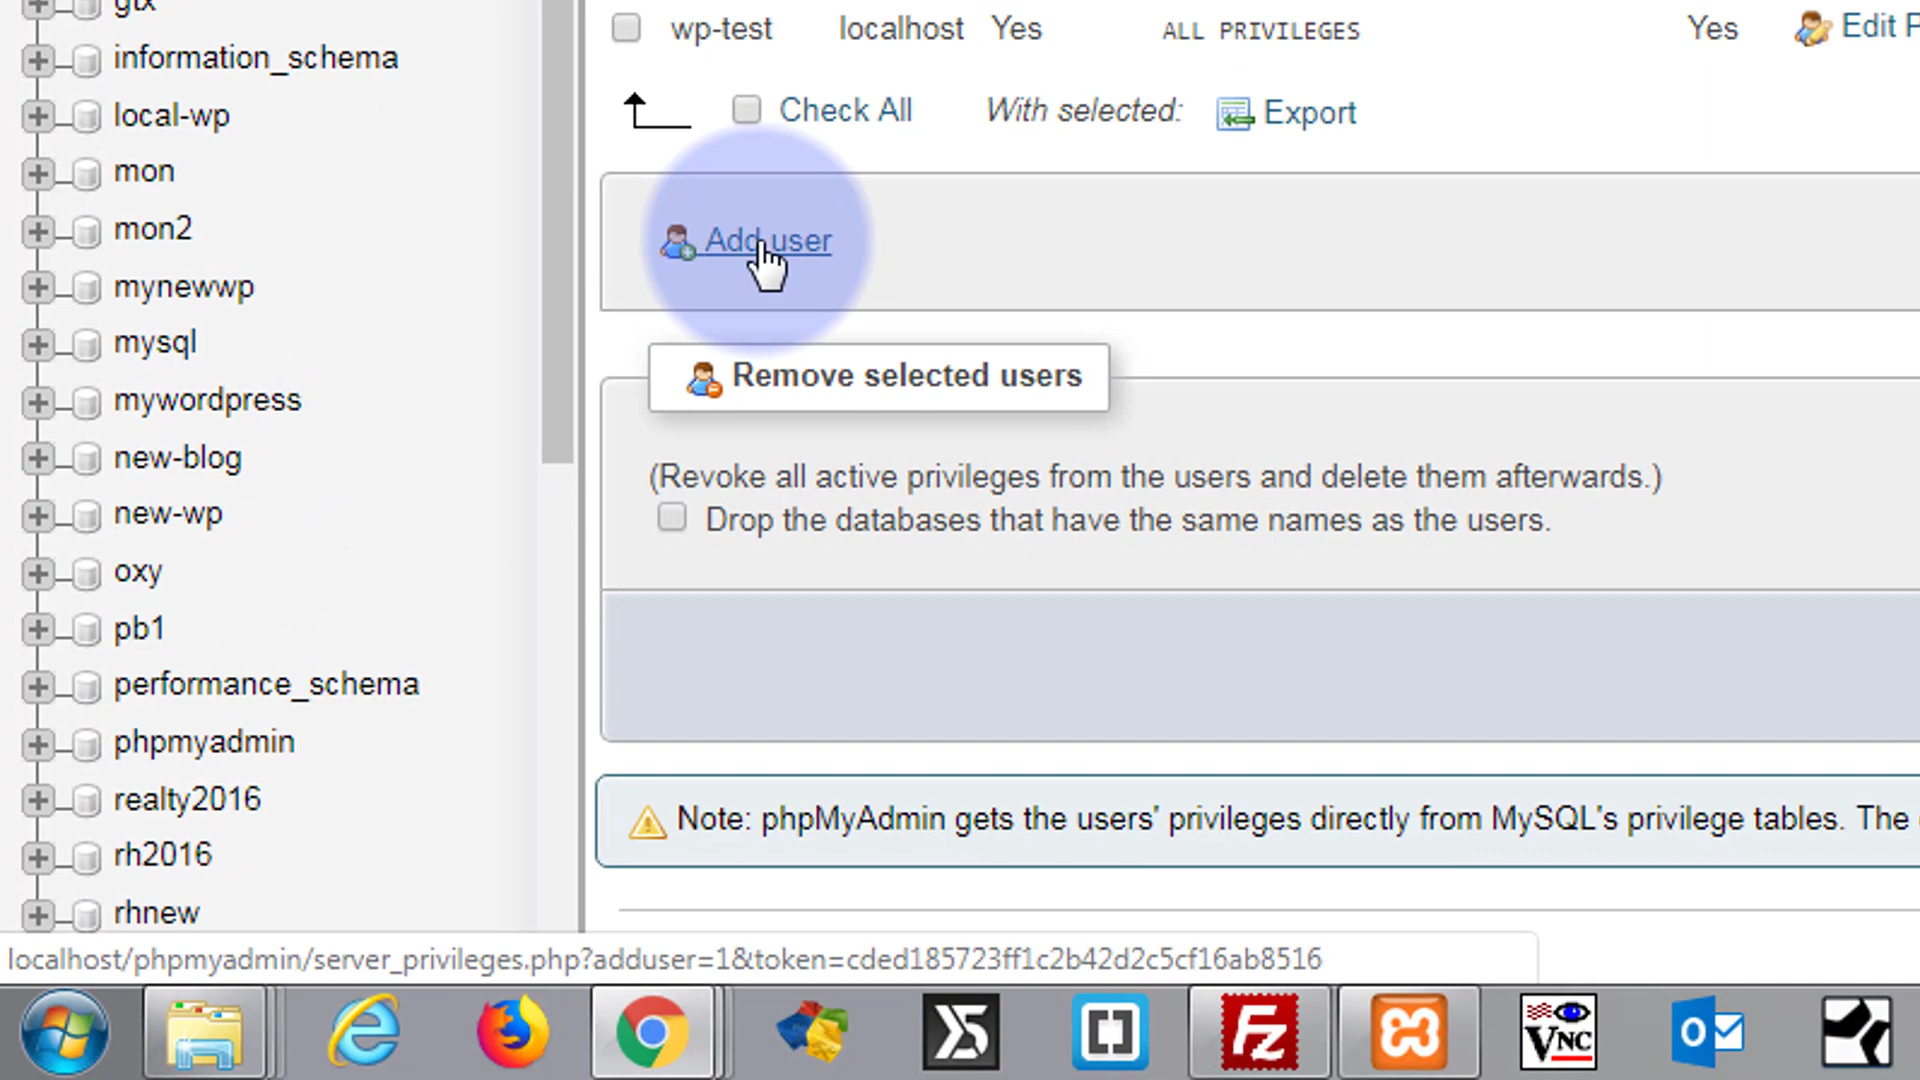 gtx
information_schema
local-wp
mon
mon2
mynewwp
mysql
mywordpress
new-blog
new-wp
oxy
pb1
performance_schema
phpmyadmin
realty2016
rh2016
rhnew
wp-test localhost Yes ALL PRIVILEGES Yes Edit P
Check All With selected: Export
Add user
Remove selected users
(Revoke all active privileges from the users and delete them afterwards.)
Drop the databases that have the same names as the users.
Note: phpMyAdmin gets the users' privileges directly from MySQL's privilege tables. The
localhost/phpmyadmin/server_privileges.php?adduser=1&token=cded185723ff1c2b42d2c5cf16ab8516
X5
Fz
VNC
O